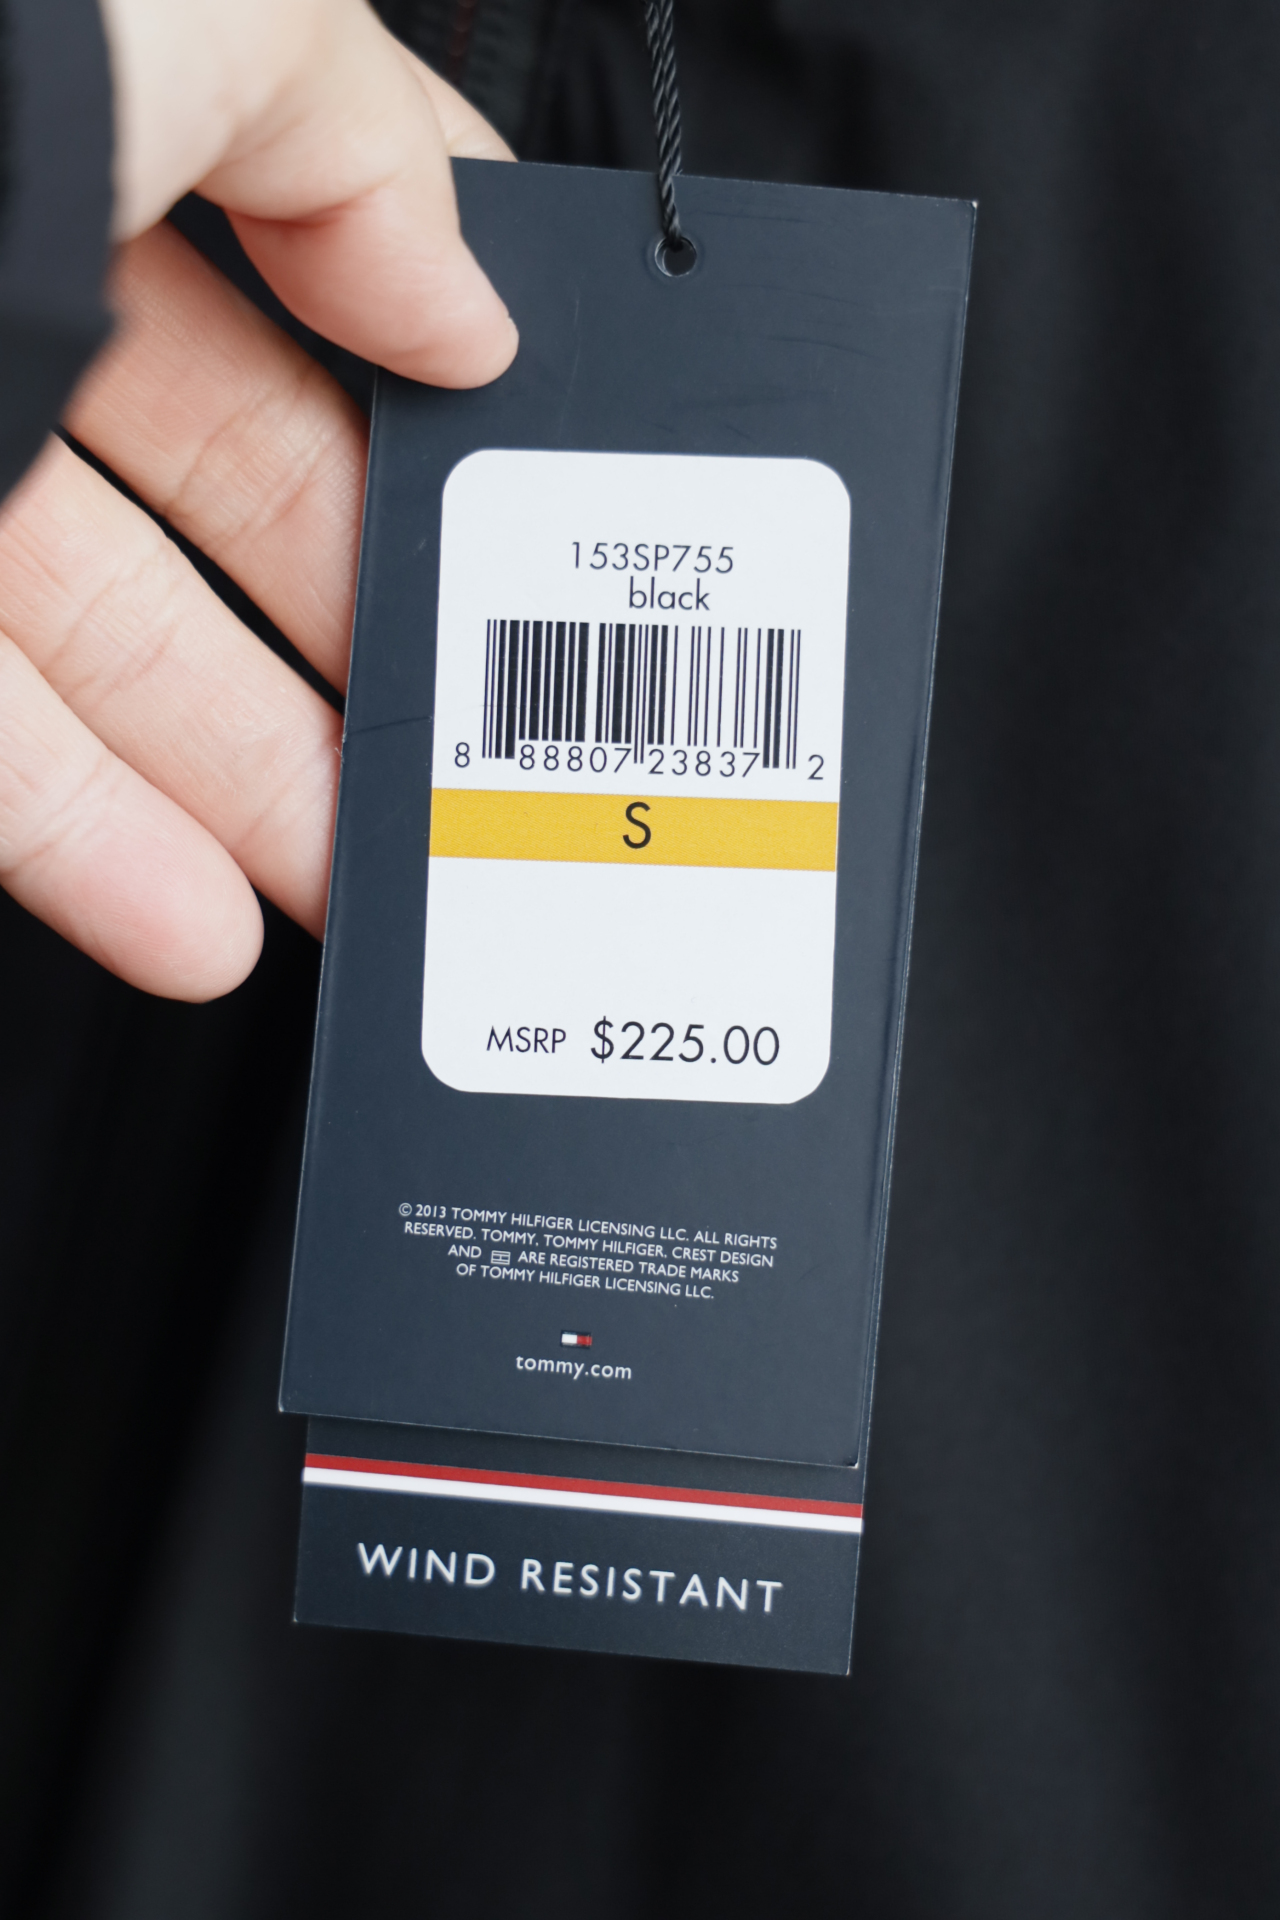 153SP755
black
8 88807 23837 2
S
MSRP $225.00
© 2013 TOMMY HILFIGER LICENSING LLC. ALL RIGHTS
RESERVED. TOMMY, TOMMY HILFIGER, CREST DESIGN
AND ARE REGISTERED TRADE MARKS
OF TOMMY HILFIGER LICENSING LLC.
tommy.com
WIND RESISTANT